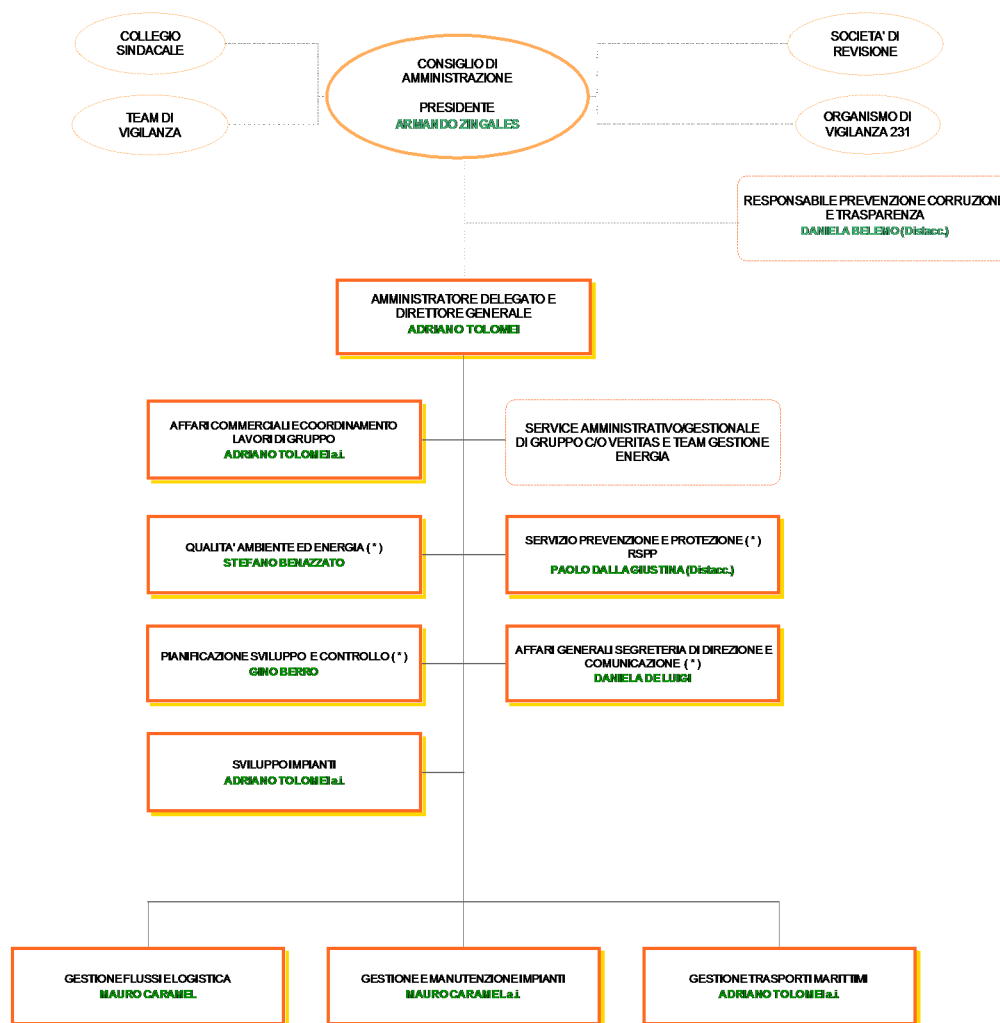 COLLEGIO
SINDACALE
CONSIGLIO DI
AMMINISTRAZIONE
PRESIDENTE
ARMANDO ZINGALES
SOCIETA' DI
REVISIONE
TEAM DI
VIGILANZA
ORGANISMO DI
VIGILANZA 231
RESPONSABILE PREVENZIONE CORRUZIONE
E TRASPARENZA
DANIELA BELEMO (Distacc.)
AMMINISTRATORE DELEGATO E
DIRETTORE GENERALE
ADRIANO TOLOMEI
AFFARI COMMERCIALI E COORDINAMENTO
LAVORI DI GRUPPO
ADRIANO TOLOMEI a.i.
SERVICE AMMINISTRATIVO/GESTIONALE
DI GRUPPO C/O VERITAS E TEAM GESTIONE
ENERGIA
QUALITA' AMBIENTE ED ENERGIA ( * )
STEFANO BENAZZATO
SERVIZIO PREVENZIONE E PROTEZIONE ( * )
RSPP
PAOLO DALLA GIUSTINA (Distacc.)
PIANIFICAZIONE SVILUPPO E CONTROLLO ( * )
GINO BERRO
AFFARI GENERALI SEGRETERIA DI DIREZIONE E
COMUNICAZIONE ( * )
DANIELA DE LUIGI
SVILUPPO IMPIANTI
ADRIANO TOLOMEI a.i.
GESTIONE FLUSSI E LOGISTICA
MAURO CARAMEL
GESTIONE E MANUTENZIONE IMPIANTI
MAURO CARAMEL a.i.
GESTIONE TRASPORTI MARITTIMI
ADRIANO TOLOMEI a.i.